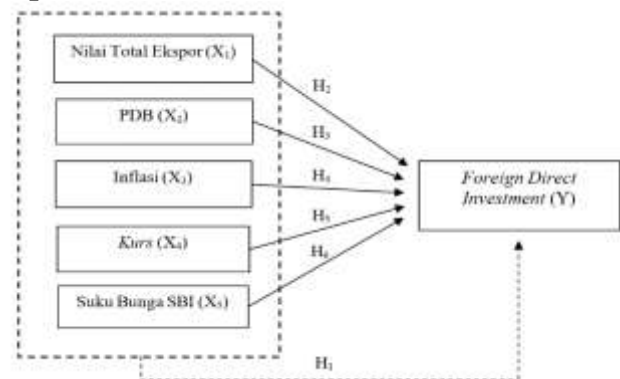 Nilai Total Ekspor (X₁)
PDB (X₂)
Inflasi (X₃)
Kurs (X₄)
Suku Bunga SBI (X₅)
H₂
H₃
H₄
H₅
H₆
Foreign Direct
Investment (Y)
H₁